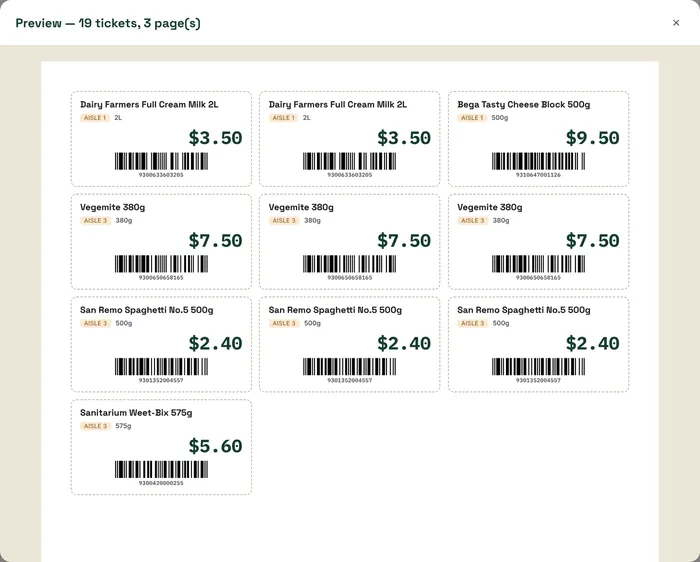 Preview — 19 tickets, 3 page(s)
×
Dairy Farmers Full Cream Milk 2L
AISLE 1 2L
$3.50
9300633603205
Dairy Farmers Full Cream Milk 2L
AISLE 1 2L
$3.50
9300633603205
Bega Tasty Cheese Block 500g
AISLE 1 500g
$9.50
9310647001126
Vegemite 380g
AISLE 3 380g
$7.50
9300650658165
Vegemite 380g
AISLE 3 380g
$7.50
9300650658165
Vegemite 380g
AISLE 3 380g
$7.50
9300650658165
San Remo Spaghetti No.5 500g
AISLE 3 500g
$2.40
9301352004557
San Remo Spaghetti No.5 500g
AISLE 3 500g
$2.40
9301352004557
San Remo Spaghetti No.5 500g
AISLE 3 500g
$2.40
9301352004557
Sanitarium Weet-Bix 575g
AISLE 3 575g
$5.60
9300420000255